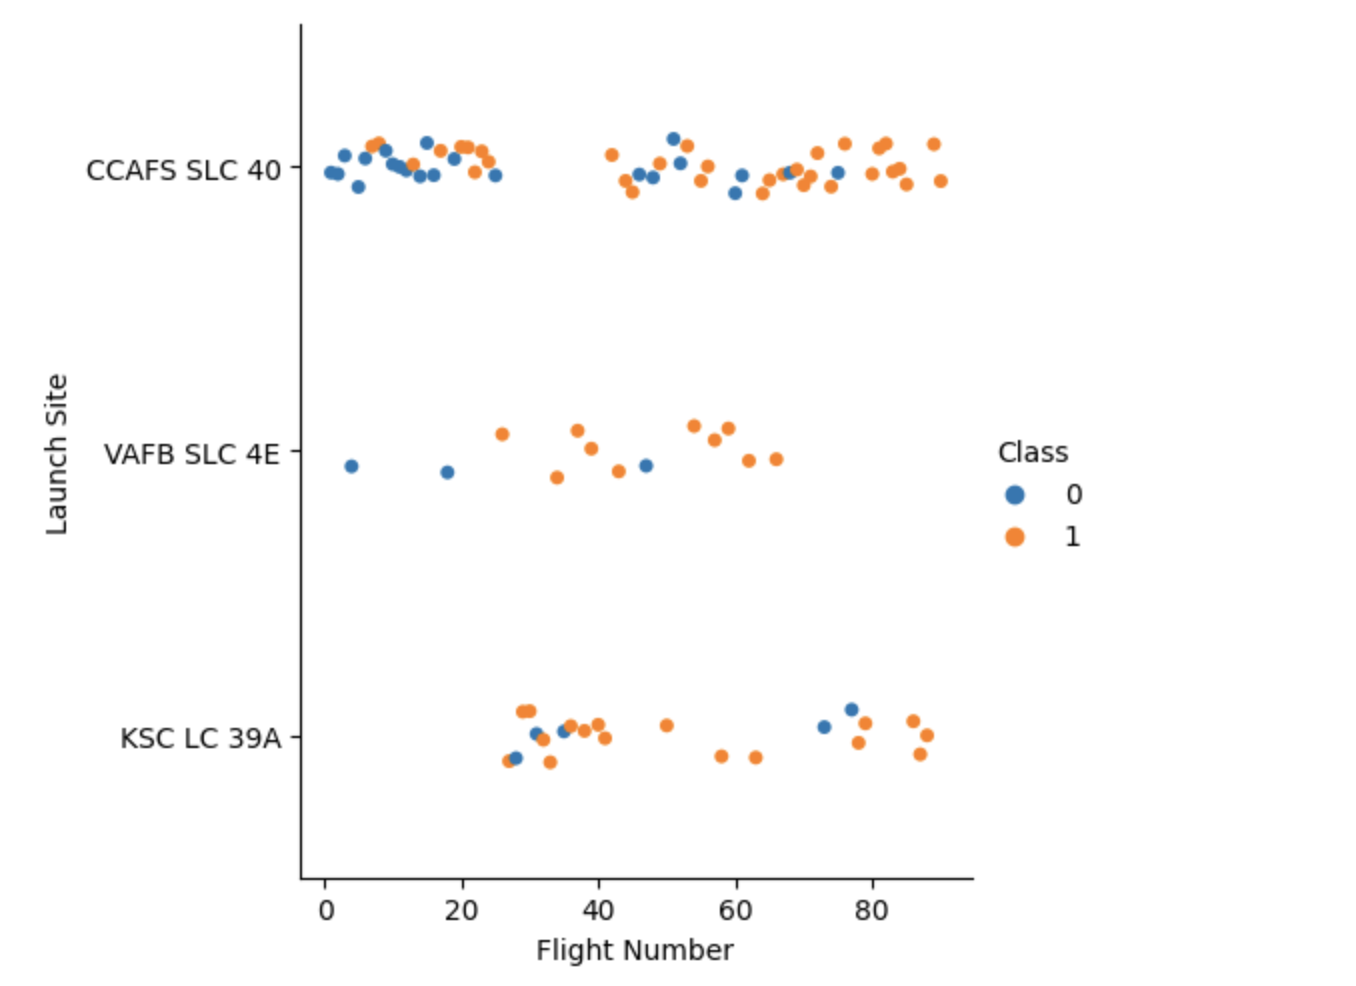 CCAFS SLC 40
VAFB SLC 4E
KSC LC 39A
Launch Site
0 20 40 60 80
Flight Number
Class
0
1